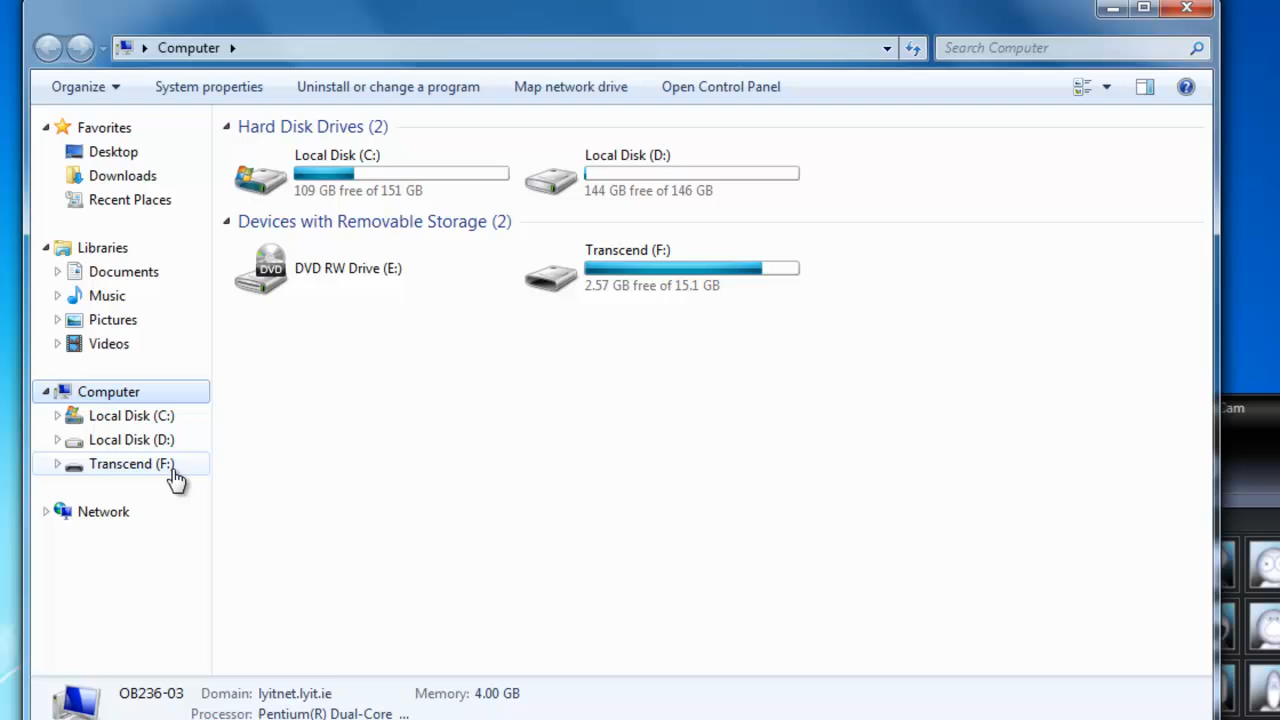 Computer
Search Computer
Organize
System properties
Uninstall or change a program
Map network drive
Open Control Panel
Favorites
Desktop
Downloads
Recent Places
Libraries
Documents
Music
Pictures
Videos
Computer
Local Disk (C:)
Local Disk (D:)
Transcend (F:)
Network
Hard Disk Drives (2)
Local Disk (C:)
109 GB free of 151 GB
Local Disk (D:)
144 GB free of 146 GB
Devices with Removable Storage (2)
DVD
DVD RW Drive (E:)
Transcend (F:)
2.57 GB free of 15.1 GB
Cam
OB236-03 Domain: lyitnet.lyit.ie Memory: 4.00 GB
Processor: Pentium(R) Dual-Core ...